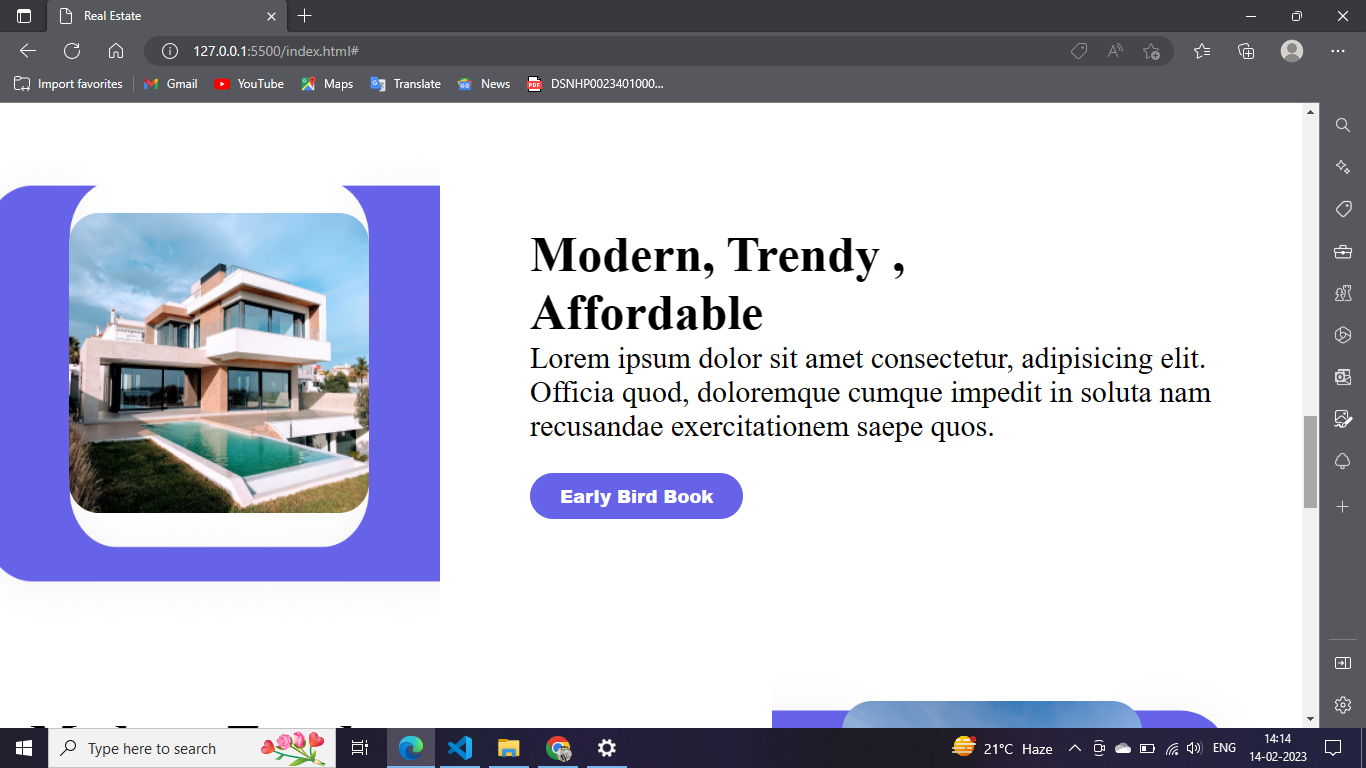 Real Estate
127.0.0.1:5500/index.html#
Import favorites
Gmail
YouTube
Maps
Translate
News
DSNHP0023401000...
Modern, Trendy ,
Affordable
Lorem ipsum dolor sit amet consectetur, adipisicing elit.
Officia quod, doloremque cumque impedit in soluta nam
recusandae exercitationem saepe quos.
Early Bird Book
Type here to search
21°C Haze
ENG
14:14
14-02-2023